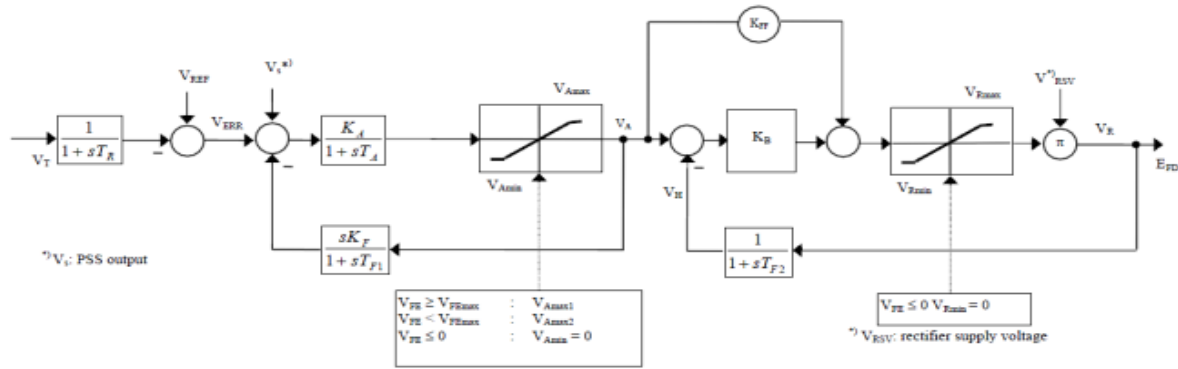 K_FF
V_REF
V_s*)
V_Amax
V*)_RSV
V_Rmax
1
1 + sT_R
V_T
V_ERR
K_A
1 + sT_A
V_A
K_B
π
V_R
E_FD
V_Amin
V_H
V_Rmin
sK_F
1 + sT_F1
1
1 + sT_F2
*) V_s: PSS output
V_FE ≥ V_FEmax : V_Amax1
V_FE < V_FEmax : V_Amax2
V_FE ≤ 0 : V_Amin = 0
V_FE ≤ 0 V_Rmin = 0
*) V_RSV: rectifier supply voltage